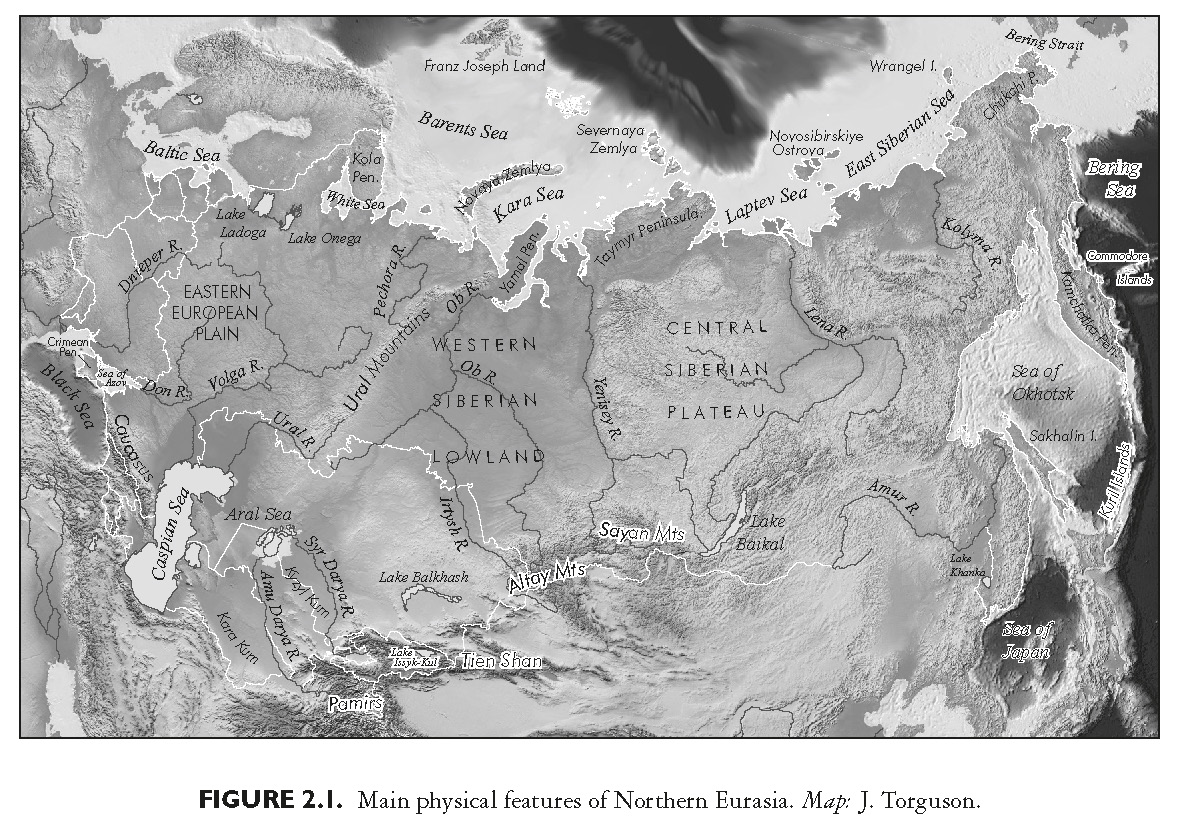 Bering Strait
Franz Joseph Land
Wrangel I.
Chukchi P.
Barents Sea
Severnaya
Zemlya
Novosibirskiye
Ostrova
East Siberian Sea
Baltic Sea
Kola
Pen.
Bering
Sea
Novaya Zemlya
Kara Sea
White Sea
Laptev Sea
Taymyr Peninsula
Lake
Ladoga
Lake Onega
Kolyma R.
Dnieper R.
Pechora R.
Yamal Pen.
Ob R.
Commodore
Islands
Kamchatka Pen.
EASTERN
EUROPEAN
PLAIN
Ural Mountains
Lena R.
CENTRAL
SIBERIAN
PLATEAU
WESTERN
Ob R.
SIBERIAN
LOWLAND
Crimean
Pen.
Sea of
Azov
Black Sea
Don R.
Volga R.
Yenisey R.
Sea of
Okhotsk
Caucasus
Ural R.
Sakhalin I.
Kuril Islands
Caspian Sea
Aral Sea
Irtysh R.
Amur R.
Sayan Mts
Lake
Baikal
Syr Darya R.
Kyzyl Kum
Amu Darya R.
Kara Kum
Lake Balkhash
Altay Mts
Lake
Khanka
Lake
Issyk-Kul
Tien Shan
Pamirs
Sea of
Japan
FIGURE 2.1. Main physical features of Northern Eurasia. Map: J. Torguson.